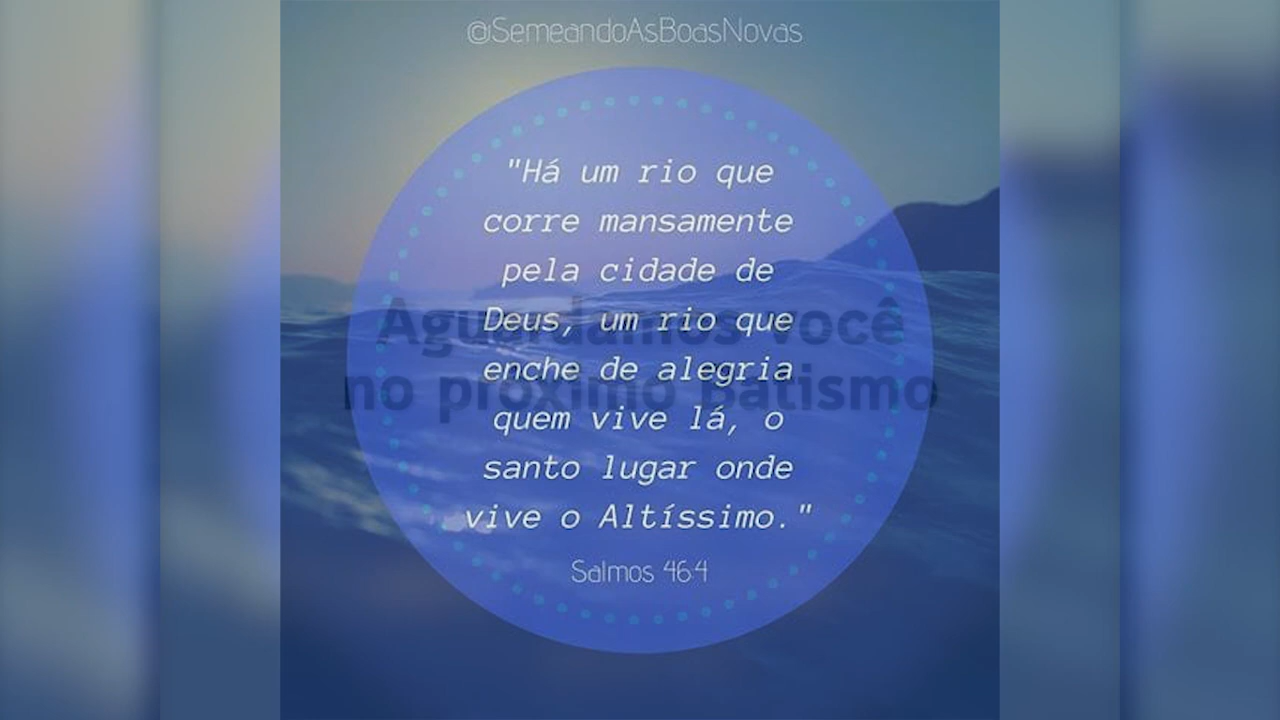 @SemeandoAsBoasNovas
"Há um rio que
corre mansamente
pela cidade de
Deus, um rio que
enche de alegria
quem vive lá, o
santo lugar onde
vive o Altíssimo."
Salmos 46:4
Aguardamos você
no próximo Batismo